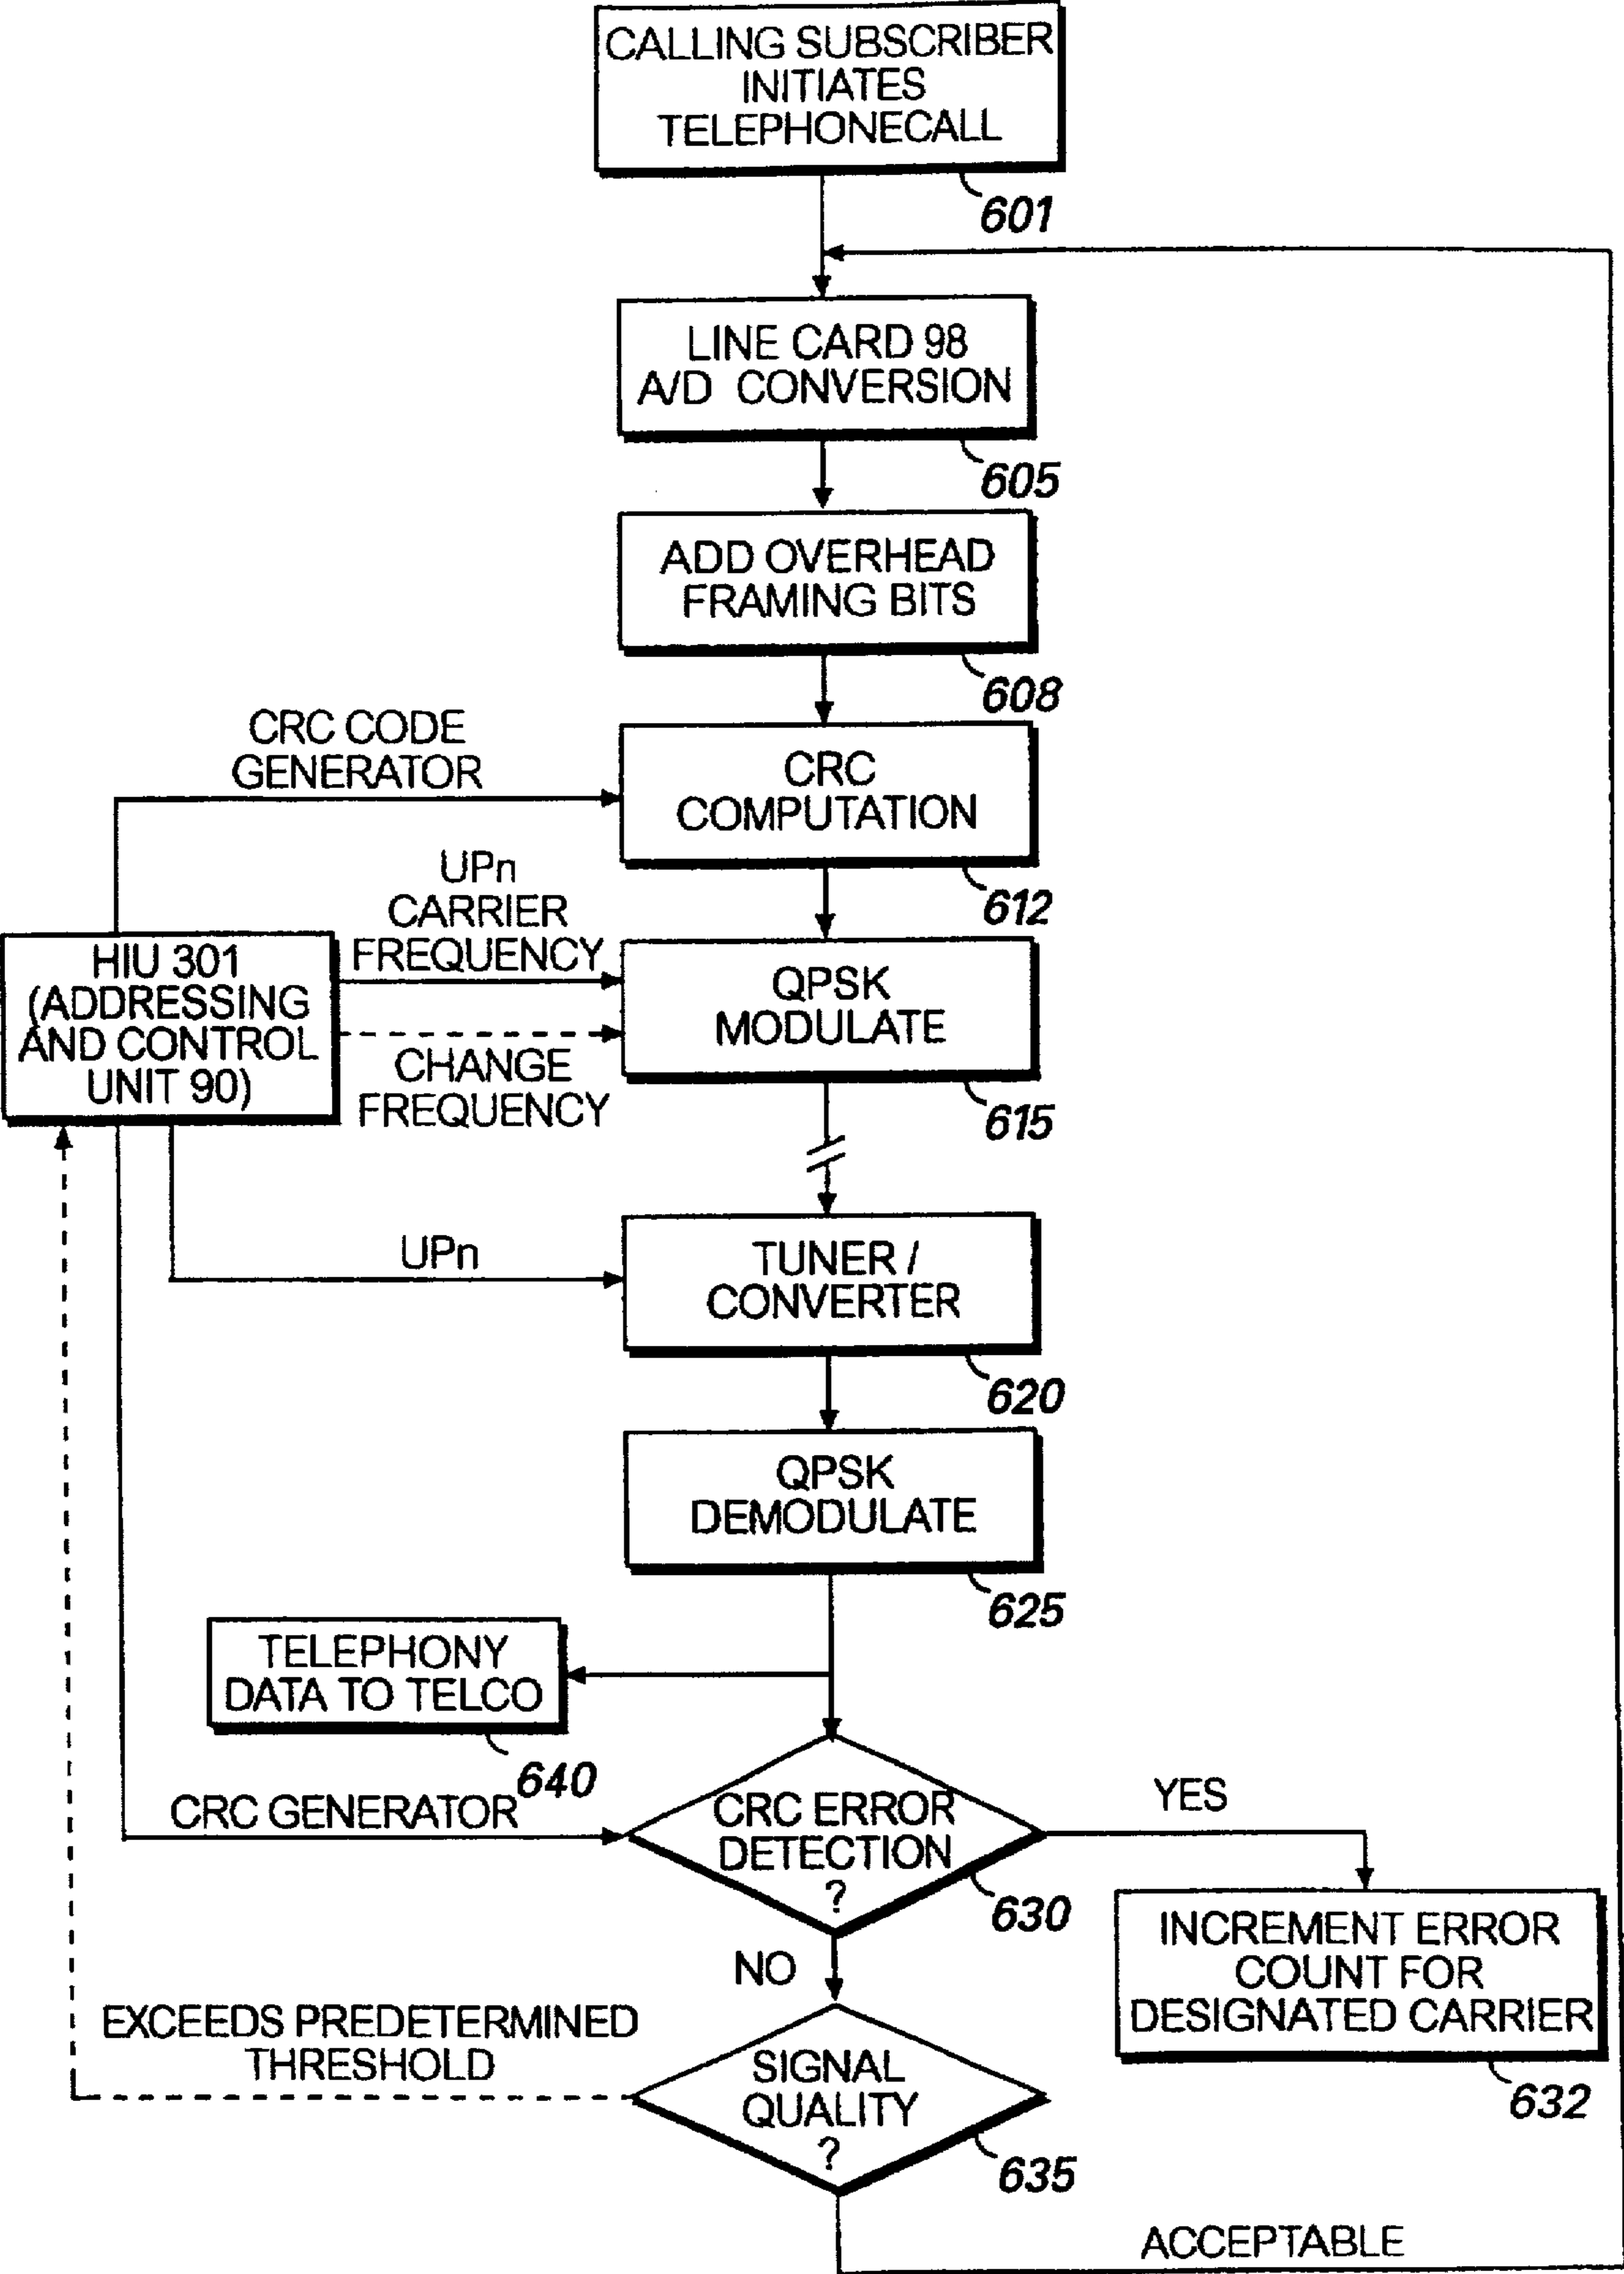 CALLING SUBSCRIBER
INITIATES
TELEPHONECALL
601
LINE CARD 98
A/D CONVERSION
605
ADD OVERHEAD
FRAMING BITS
608
CRC CODE
GENERATOR
CRC
COMPUTATION
612
UPn
CARRIER
FREQUENCY
HIU 301
(ADDRESSING
AND CONTROL
UNIT 90)
QPSK
MODULATE
CHANGE
FREQUENCY
615
UPn
TUNER /
CONVERTER
620
QPSK
DEMODULATE
625
TELEPHONY
DATA TO TELCO
640
CRC GENERATOR
CRC ERROR
DETECTION
?
630
YES
INCREMENT ERROR
COUNT FOR
DESIGNATED CARRIER
632
NO
EXCEEDS PREDETERMINED
THRESHOLD
SIGNAL
QUALITY
?
635
ACCEPTABLE